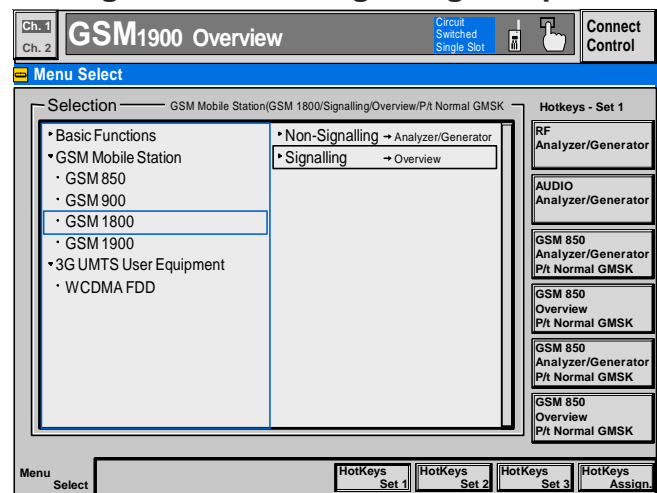 Ch. 1
Ch. 2
GSM1900 Overview
Circuit
Switched
Single Slot
Connect
Control
Menu Select
Selection
GSM Mobile Station(GSM 1800/Signalling/Overview/P/t Normal GMSK
Hotkeys - Set 1
Basic Functions
GSM Mobile Station
GSM 850
GSM 900
GSM 1800
GSM 1900
3G UMTS User Equipment
WCDMA FDD
Non-Signalling → Analyzer/Generator
Signalling → Overview
RF
Analyzer/Generator
AUDIO
Analyzer/Generator
GSM 850
Analyzer/Generator
P/t Normal GMSK
GSM 850
Overview
P/t Normal GMSK
GSM 850
Analyzer/Generator
P/t Normal GMSK
GSM 850
Overview
P/t Normal GMSK
Menu
Select
HotKeys
Set 1
HotKeys
Set 2
HotKeys
Set 3
HotKeys
Assign.